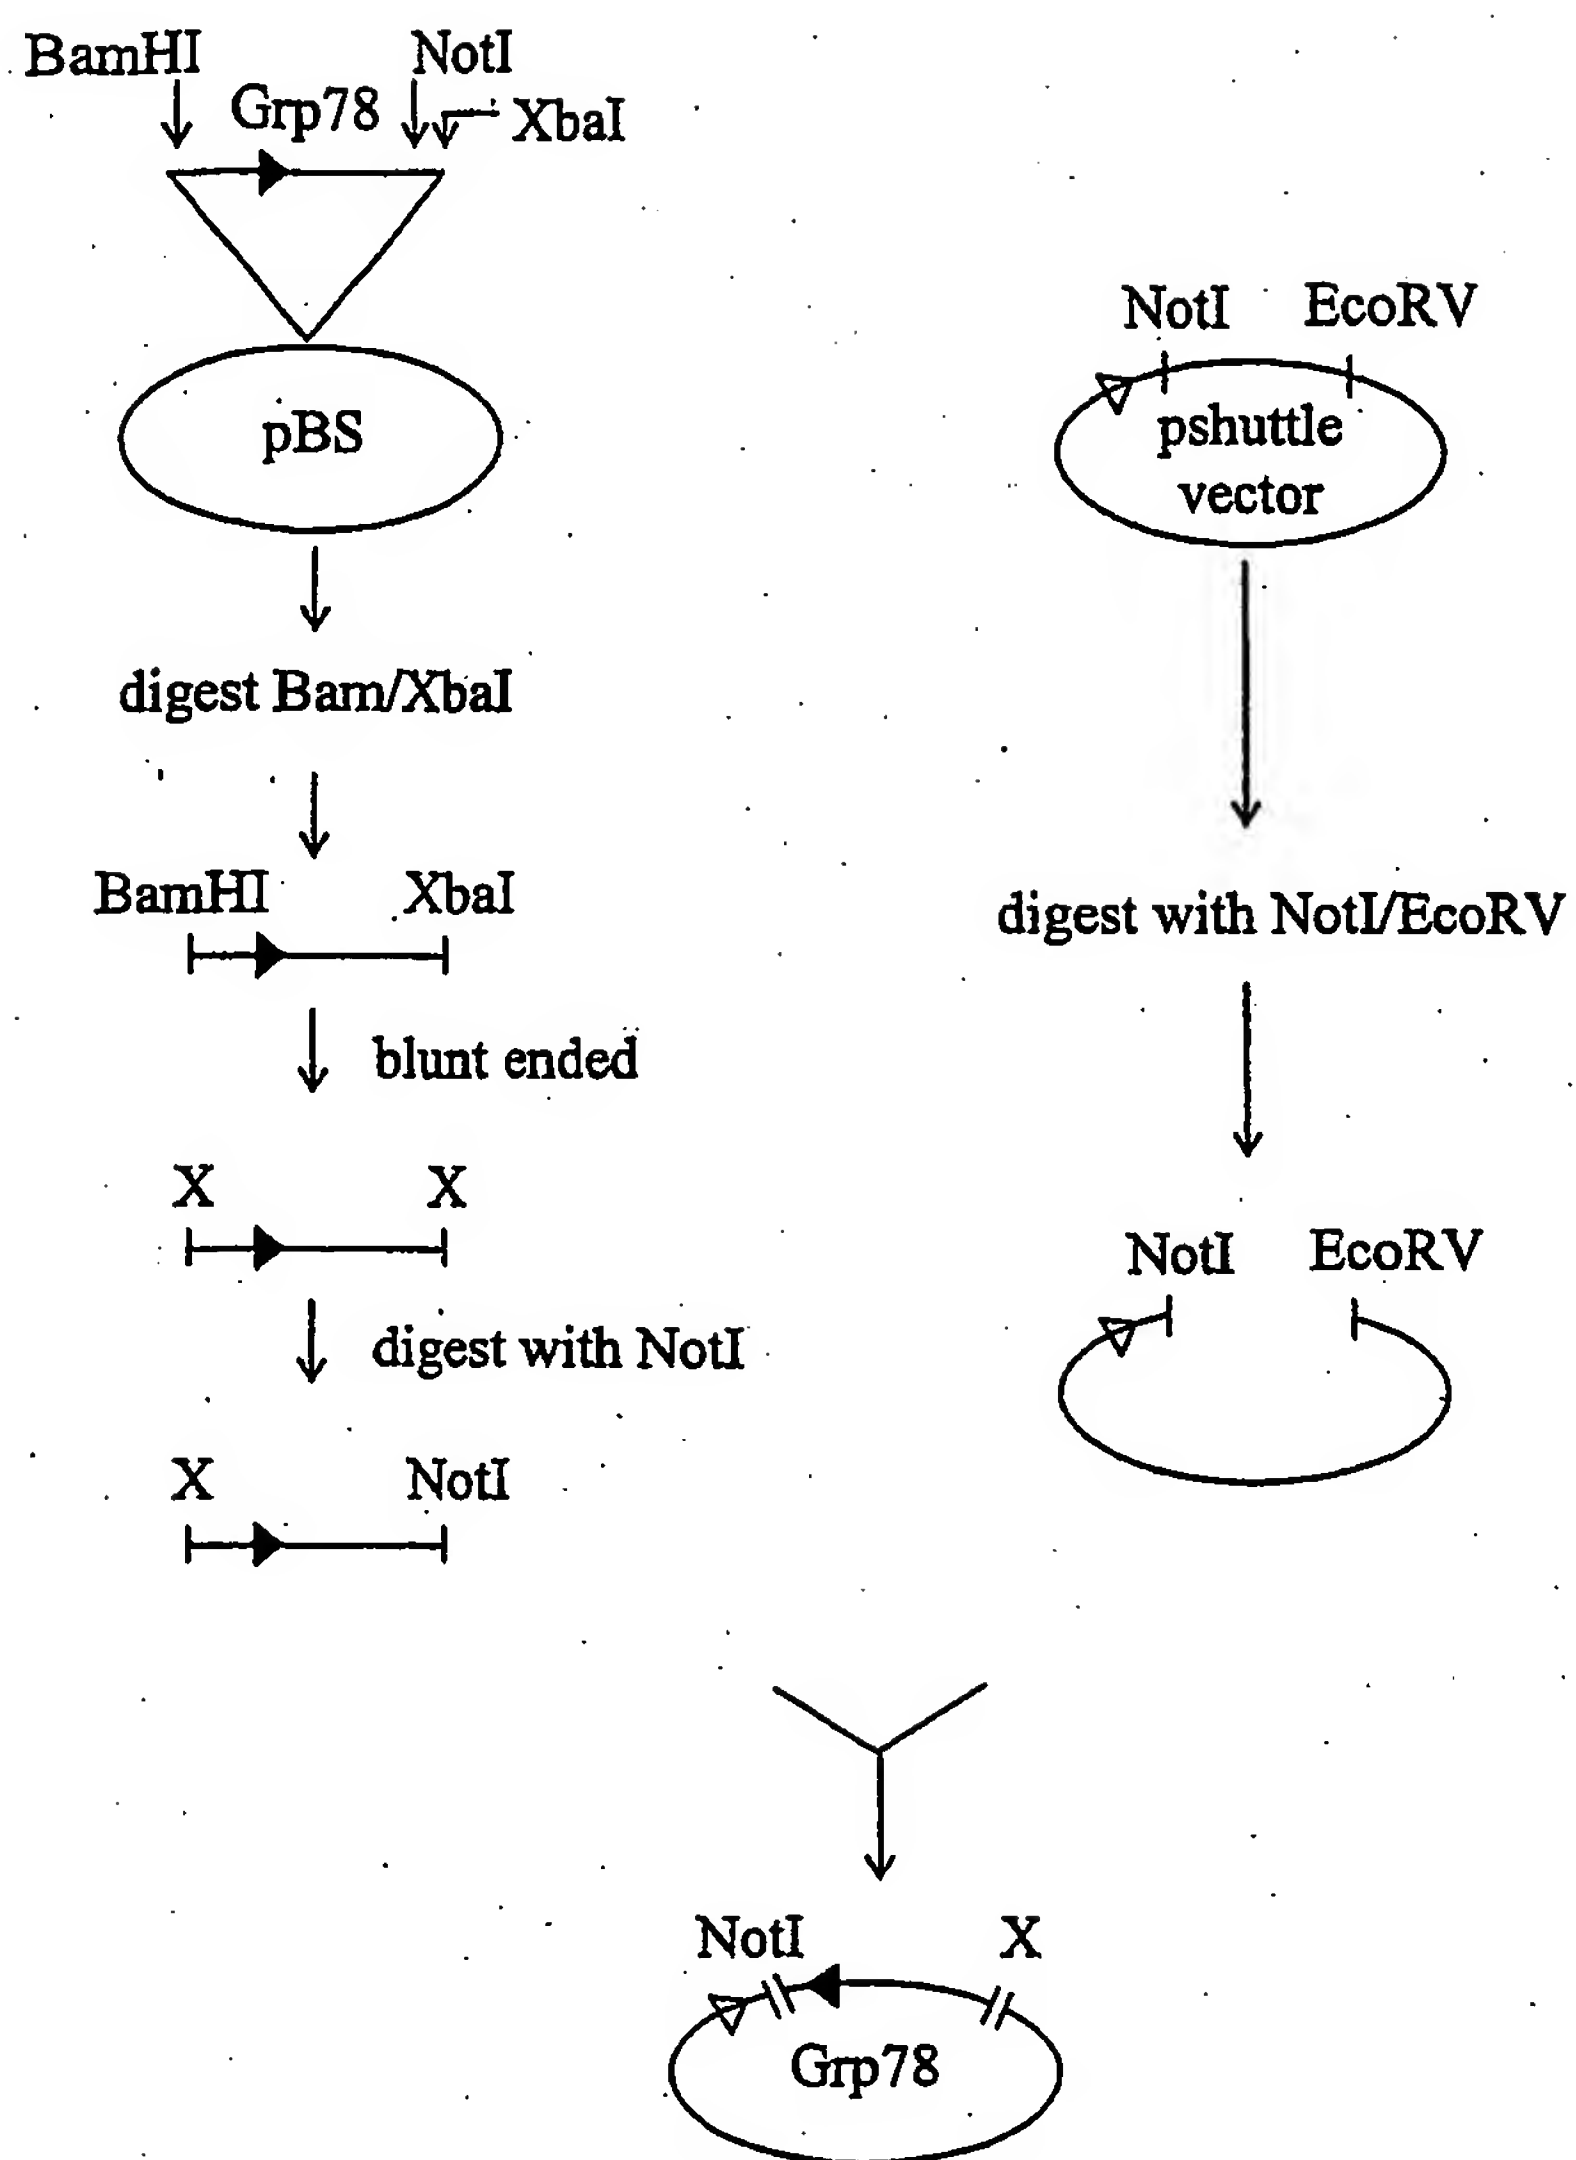 BamHI
NotI
Grp78
XbaI
pBS
digest Bam/XbaI
BamHI
XbaI
blunt ended
X
X
digest with NotI
X
NotI
NotI
EcoRV
pshuttle
vector
digest with NotI/EcoRV
NotI
EcoRV
NotI
X
Grp78